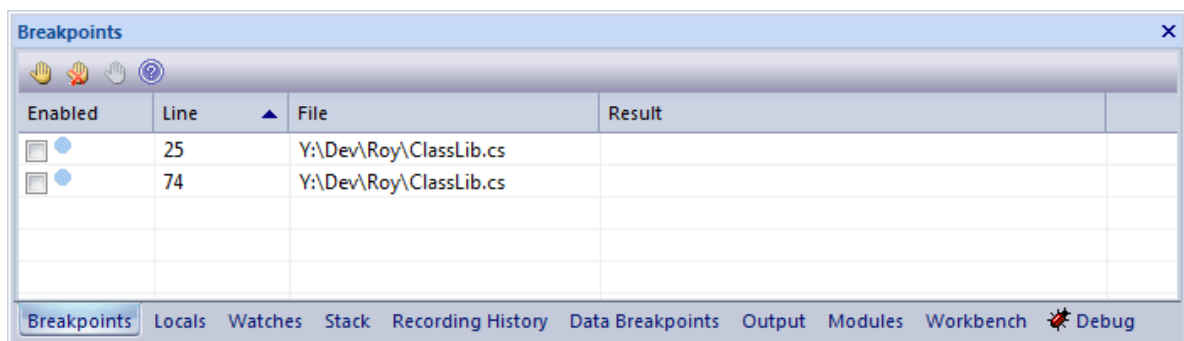 Breakpoints
Enabled Line File Result
25 Y:\Dev\Roy\ClassLib.cs
74 Y:\Dev\Roy\ClassLib.cs
Breakpoints Locals Watches Stack Recording History Data Breakpoints Output Modules Workbench Debug